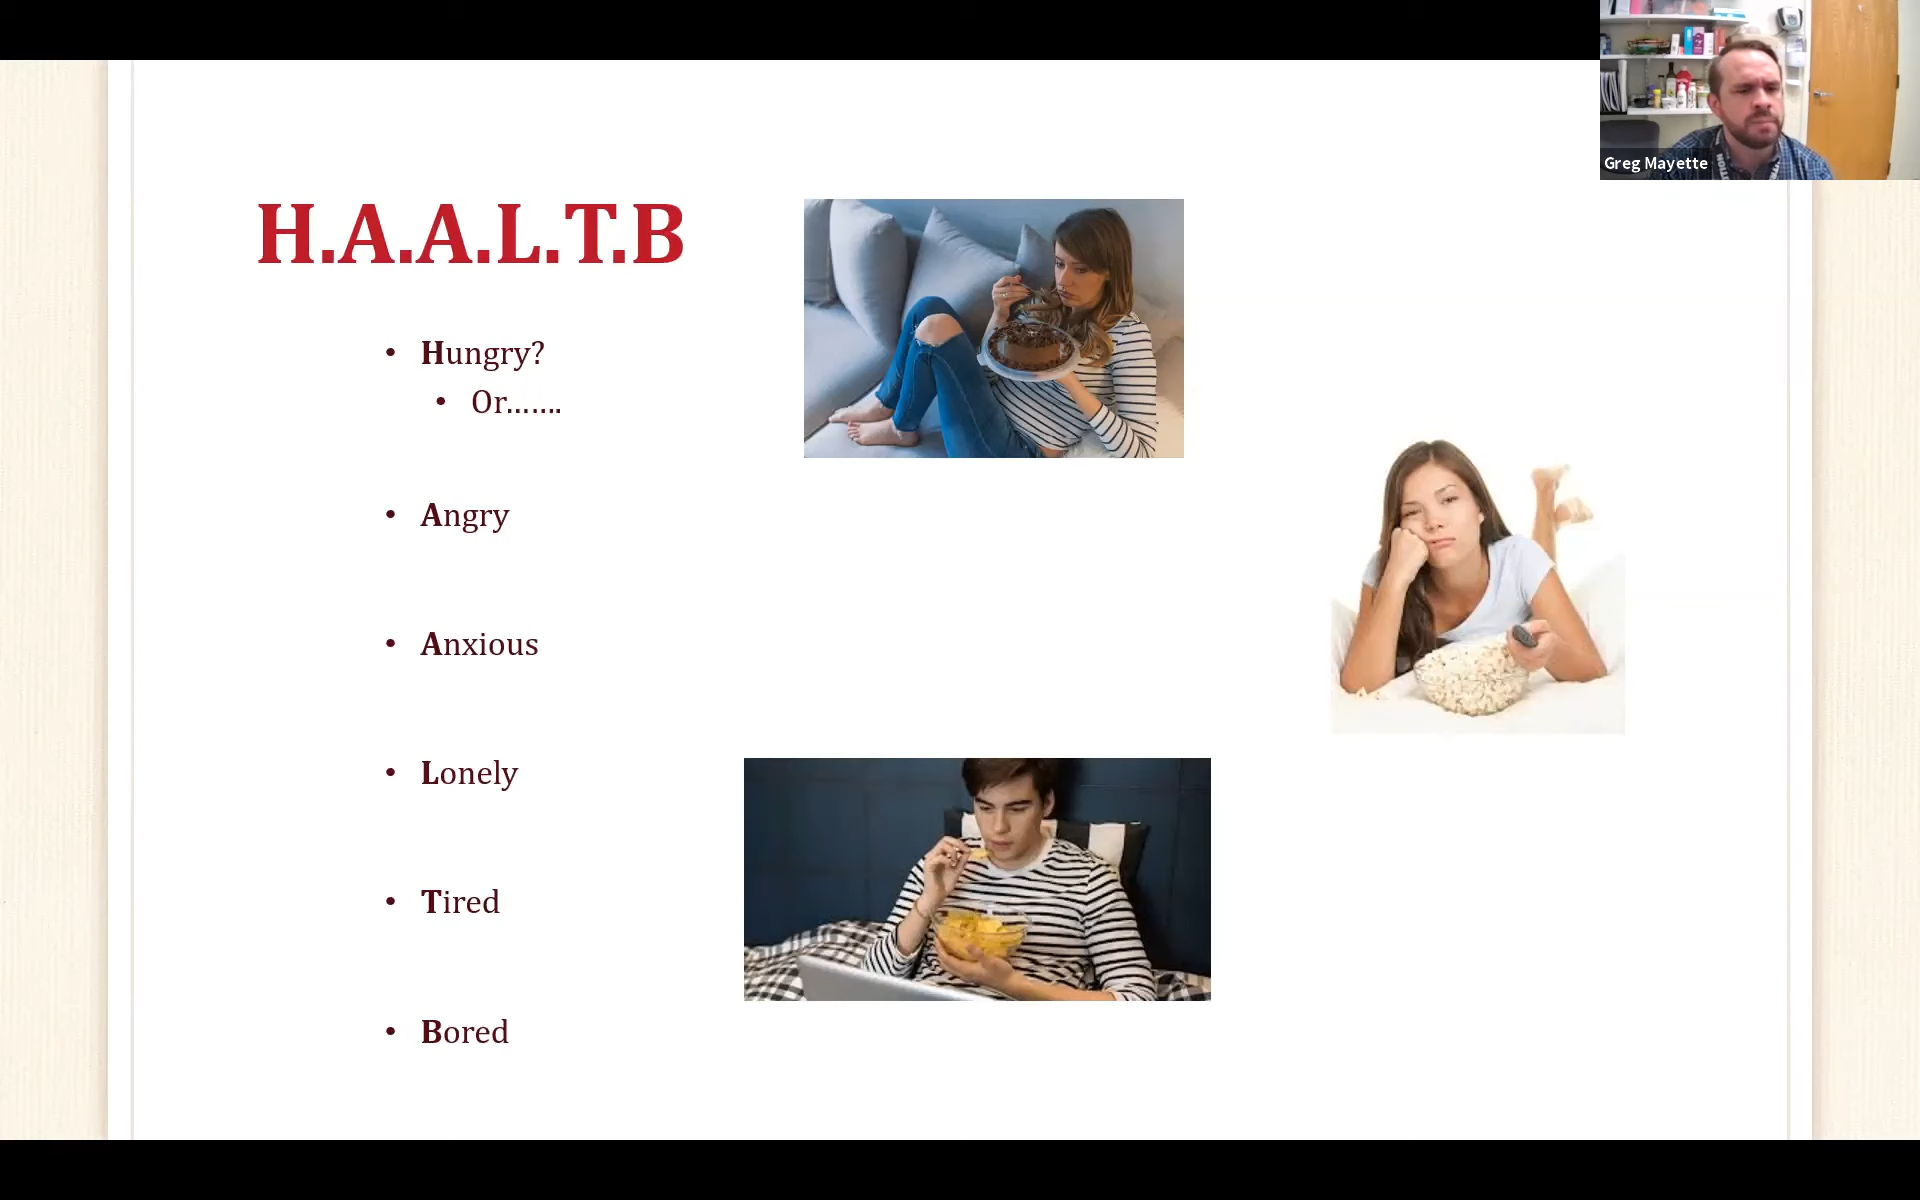 Greg Mayette
H.A.A.L.T.B
• Hungry?
• Or.......
• Angry
• Anxious
• Lonely
• Tired
• Bored